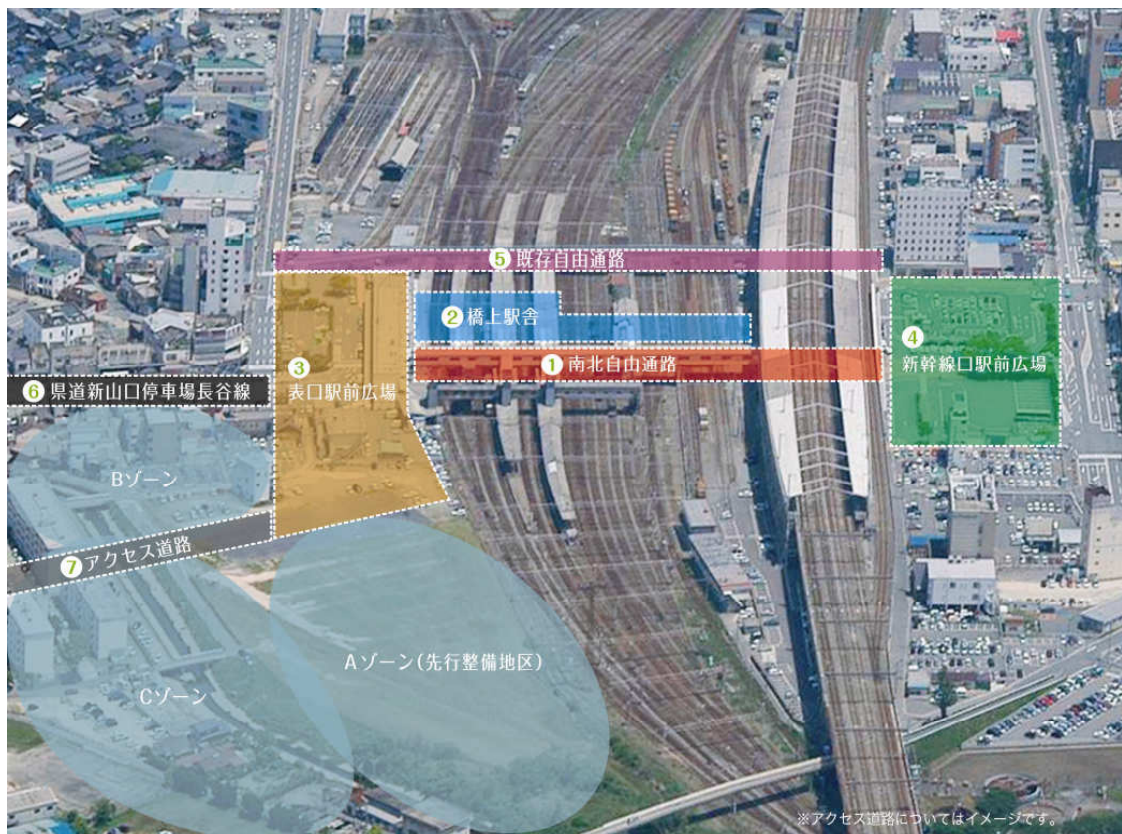 ⑤ 既存自由通路
② 橋上駅舎
① 南北自由通路
③
表口駅前広場
④
新幹線口駅前広場
⑥ 県道新山口停車場長谷線
Bゾーン
⑦ アクセス道路
Aゾーン(先行整備地区)
Cゾーン
※アクセス道路についてはイメージです。